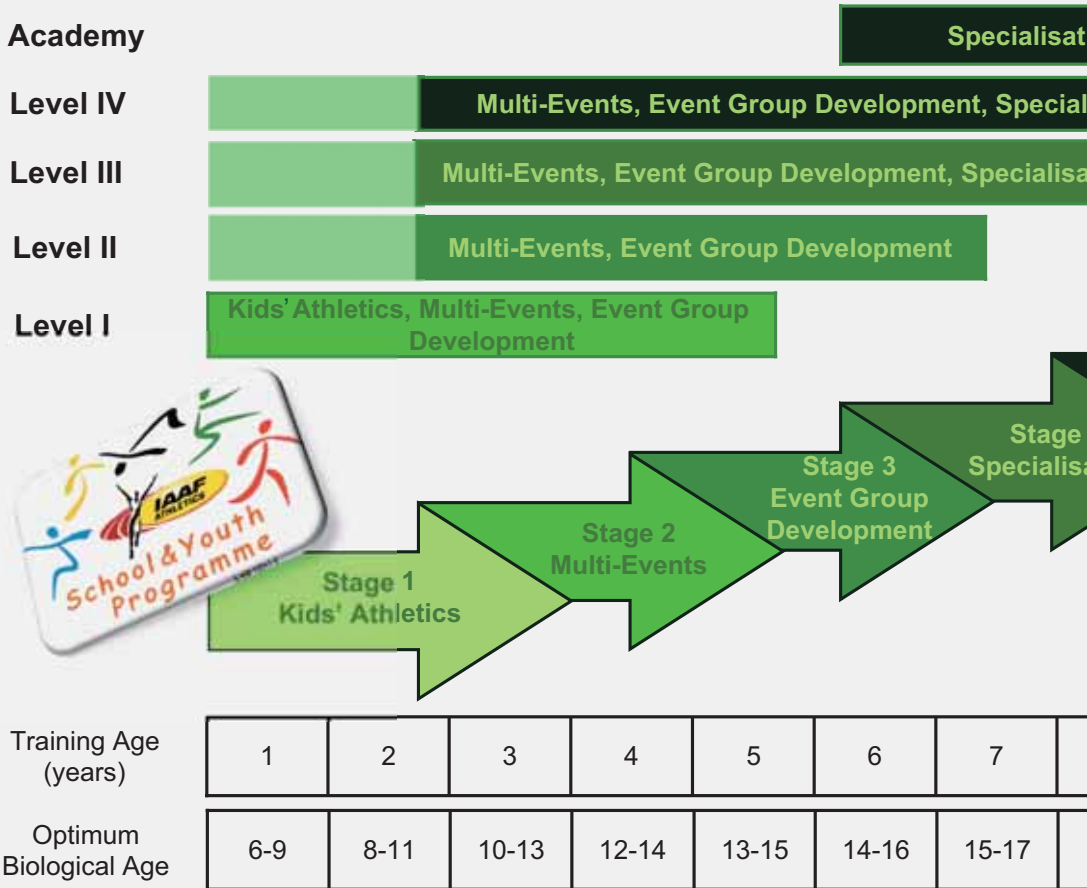 Academy
Specialisat
Level IV
Multi-Events, Event Group Development, Special
Level III
Multi-Events, Event Group Development, Specialisa
Level II
Multi-Events, Event Group Development
Level I
Kids’ Athletics, Multi-Events, Event Group
Development
IAAF
ATHLETICS
School & Youth
Programme
Stage 1
Kids' Athletics
Stage 2
Multi-Events
Stage 3
Event Group
Development
Stage
Specialisa
Training Age
(years)
1 2 3 4 5 6 7
Optimum
Biological Age
6-9 8-11 10-13 12-14 13-15 14-16 15-17